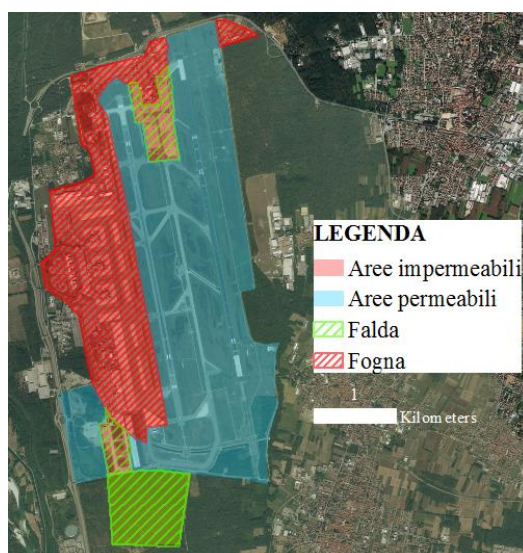 LEGENDA
Aree impermeabili
Aree permeabili
Falda
Fogna
1
Kilometers